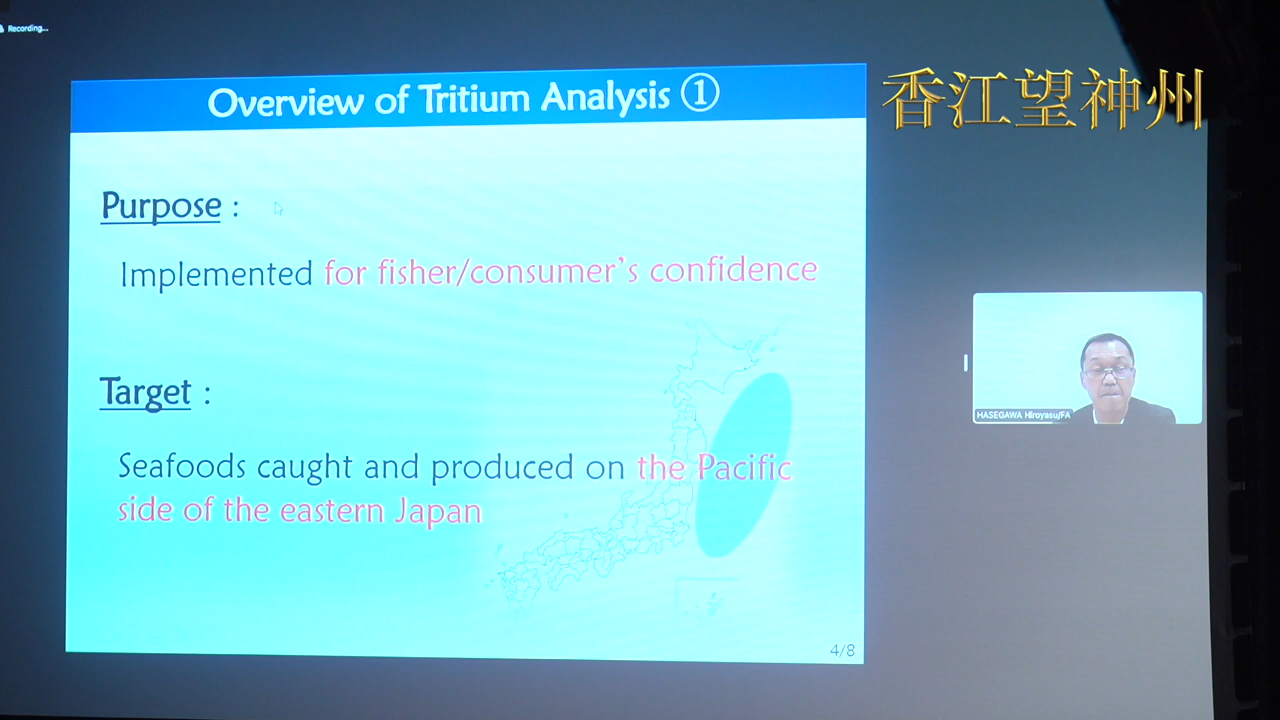 Recording...
Overview of Tritium Analysis ①
香江望神州
Purpose :
Implemented for fisher/consumer's confidence
Target :
Seafoods caught and produced on the Pacific
side of the eastern Japan
HASEGAWA Hiroyasu/FA
4/8